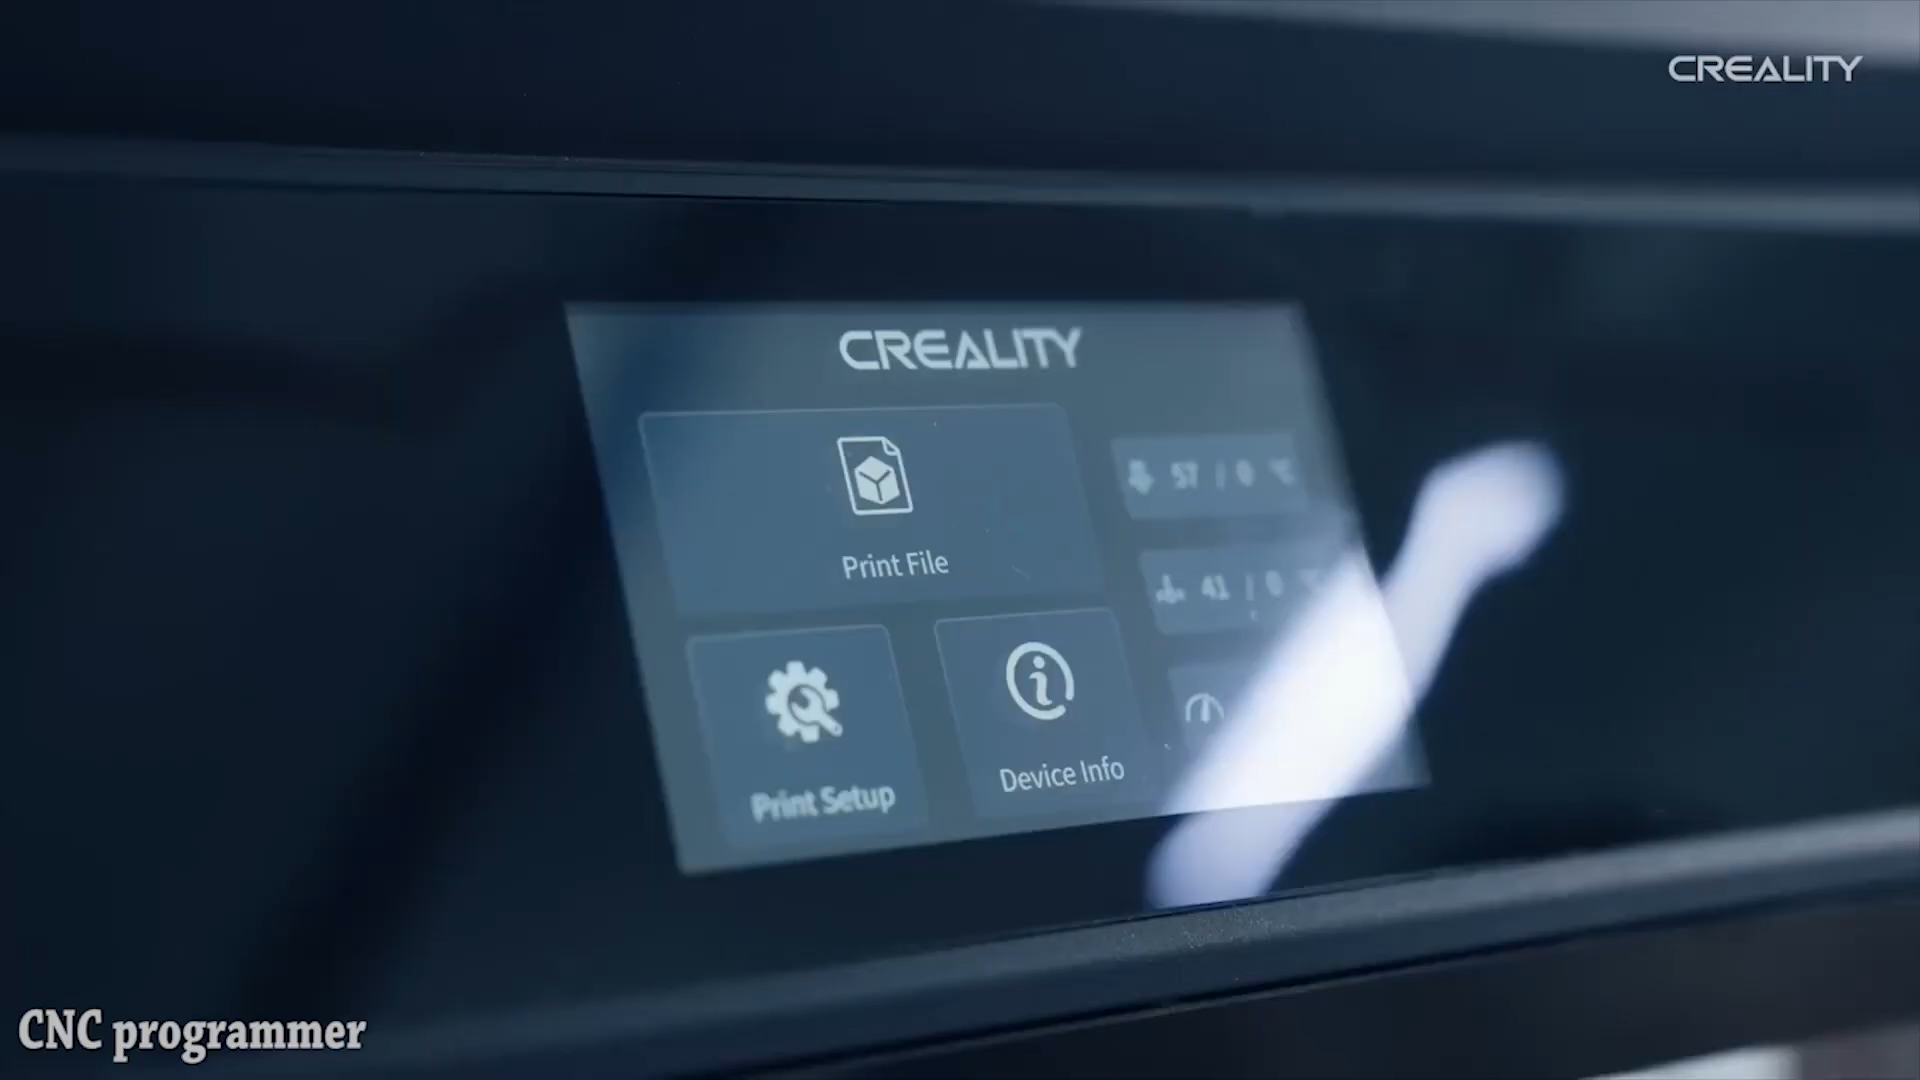 CREALITY
CREALITY
Print File
57 / 0 °C
41 / 0 °C
Print Setup
Device Info
CNC programmer